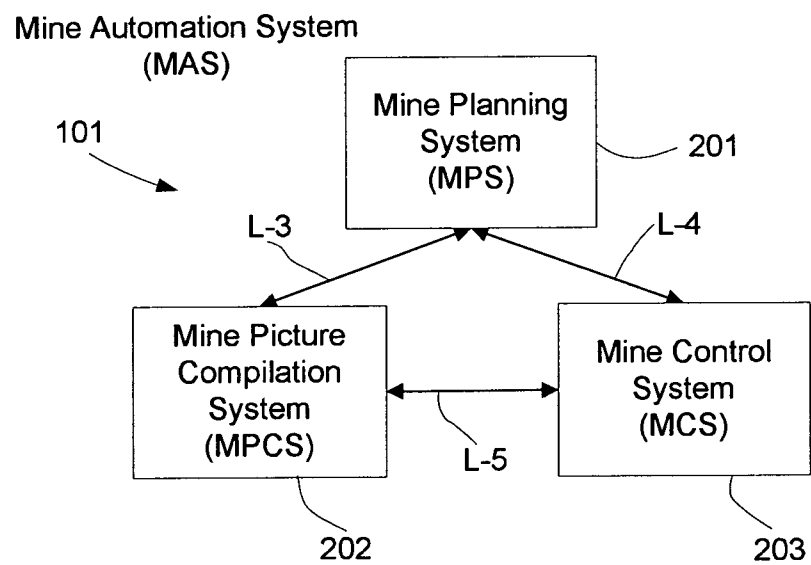 Mine Automation System
(MAS)
101
Mine Planning
System
(MPS)
201
L-3
L-4
Mine Picture
Compilation
System
(MPCS)
Mine Control
System
(MCS)
L-5
202
203